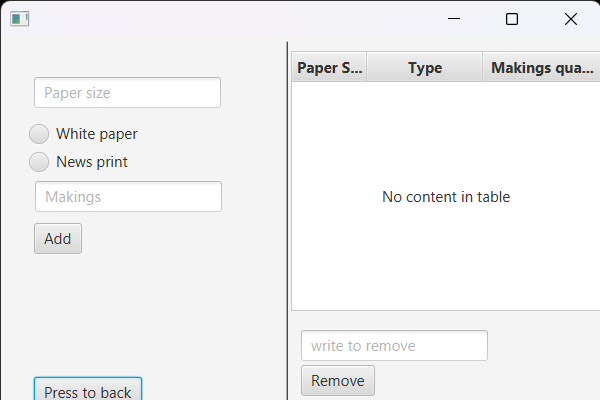 Paper size
White paper
News print
Makings
Add
Press to back
Paper S... Type Makings qua...
No content in table
write to remove
Remove